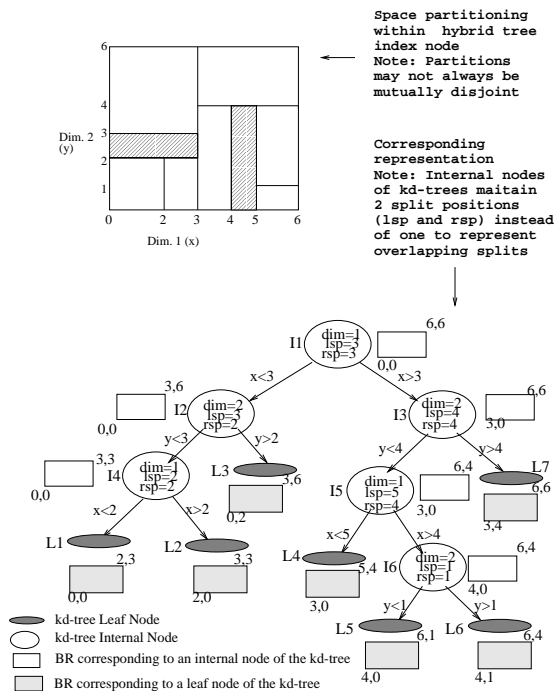 Space partitioning
within hybrid tree
index node
Note: Partitions
may not always be
mutually disjoint
6
4
3
2
1
0
2
3
4
5
6
Dim. 2
(y)
Dim. 1 (x)
Corresponding
representation
Note: Internal nodes
of kd-trees maitain
2 split positions
(lsp and rsp) instead
of one to represent
overlapping splits
I1
dim=1
lsp=3
rsp=3
6,6
0,0
x<3
x>3
3,6
0,0
I2
dim=2
lsp=3
rsp=2
I3
dim=2
lsp=4
rsp=4
6,6
3,0
y<3
y>2
y<4
y>4
3,3
0,0
I4
dim=1
lsp=2
rsp=2
L3
3,6
0,2
I5
dim=1
lsp=5
rsp=4
6,4
3,0
L7
6,6
3,4
x<2
x>2
x<5
x>4
L1
2,3
0,0
L2
3,3
2,0
L4
5,4
3,0
I6
dim=2
lsp=1
rsp=1
6,4
4,0
y<1
y>1
L5
6,1
4,0
L6
6,4
4,1
kd-tree Leaf Node
kd-tree Internal Node
BR corresponding to an internal node of the kd-tree
BR corresponding to a leaf node of the kd-tree